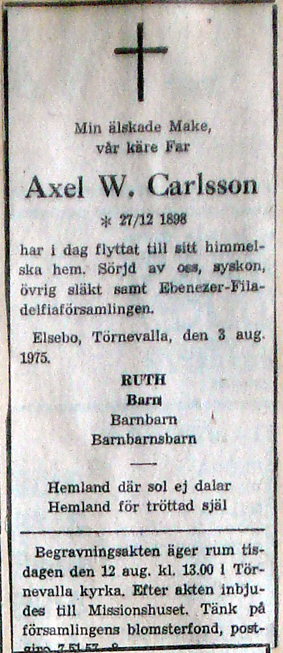 Min älskade Make,
vår käre Far
Axel W. Carlsson
* 27/12 1898
har i dag flyttat till sitt himmel-
ska hem. Sörjd av oss, syskon,
övrig släkt samt Ebenezer-Fila-
delfiaförsamlingen.
Elsebo, Törnevalla, den 3 aug.
1975.
RUTH
Barn
Barnbarn
Barnbarnsbarn
Hemland där sol ej dalar
Hemland för tröttad själ
Begravningsakten äger rum tis-
dagen den 12 aug. kl. 13.00 i Tör-
nevalla kyrka. Efter akten inbju-
des till Missionshuset. Tänk på
församlingens blomsterfond, post-
giro